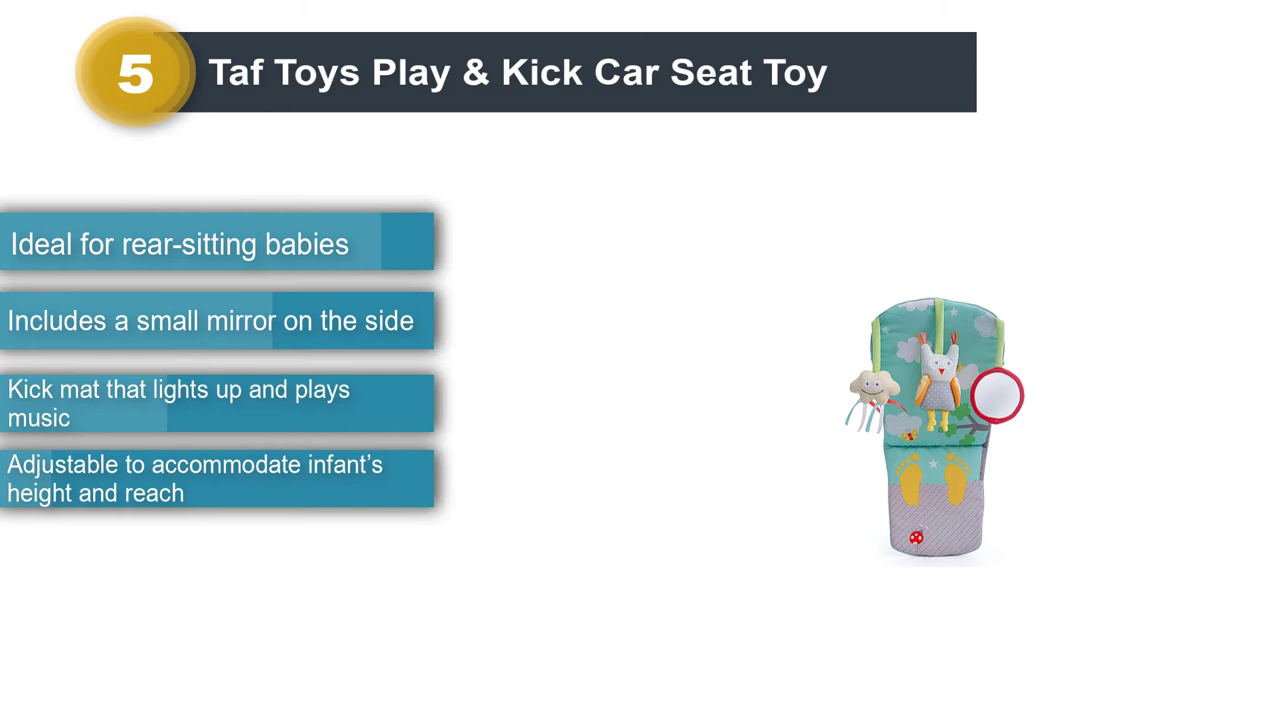 5
Taf Toys Play & Kick Car Seat Toy
Ideal for rear-sitting babies
Includes a small mirror on the side
Kick mat that lights up and plays
music
Adjustable to accommodate infant’s
height and reach